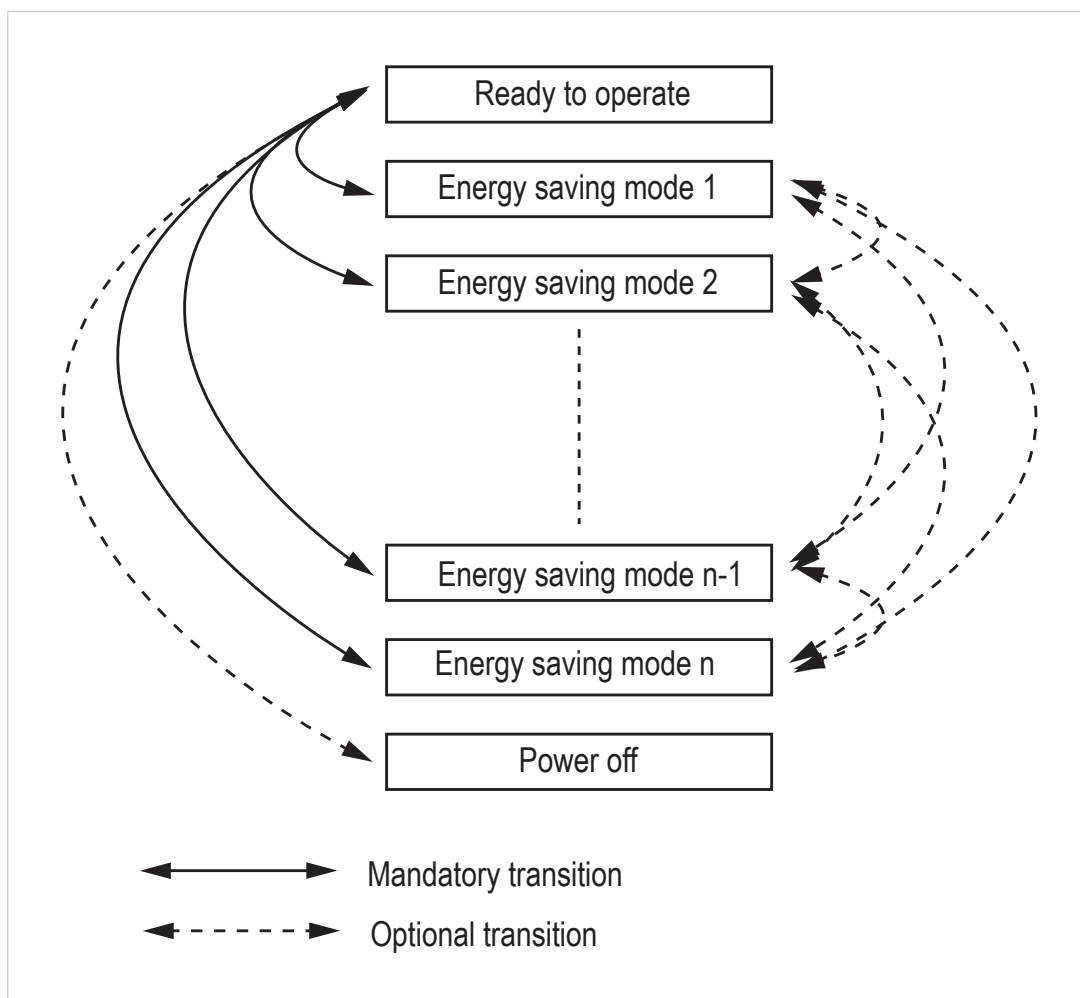 Ready to operate
Energy saving mode 1
Energy saving mode 2
Energy saving mode n-1
Energy saving mode n
Power off
Mandatory transition
Optional transition